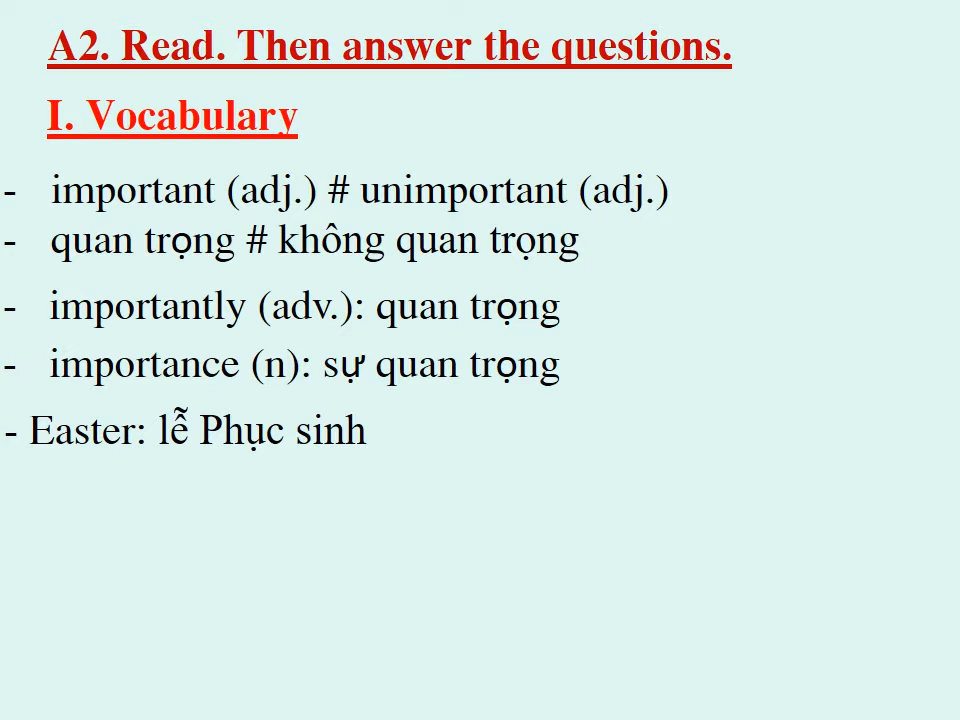 A2. Read. Then answer the questions.
I. Vocabulary
- important (adj.) # unimportant (adj.)
- quan trọng # không quan trọng
- importantly (adv.): quan trọng
- importance (n): sự quan trọng
- Easter: lễ Phục sinh